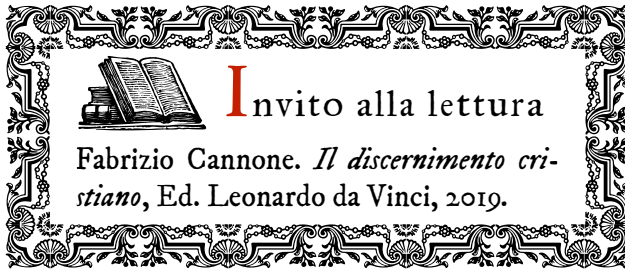 Invito alla lettura
Fabrizio Cannone. Il discernimento cri-
stiano, Ed. Leonardo da Vinci, 2019.